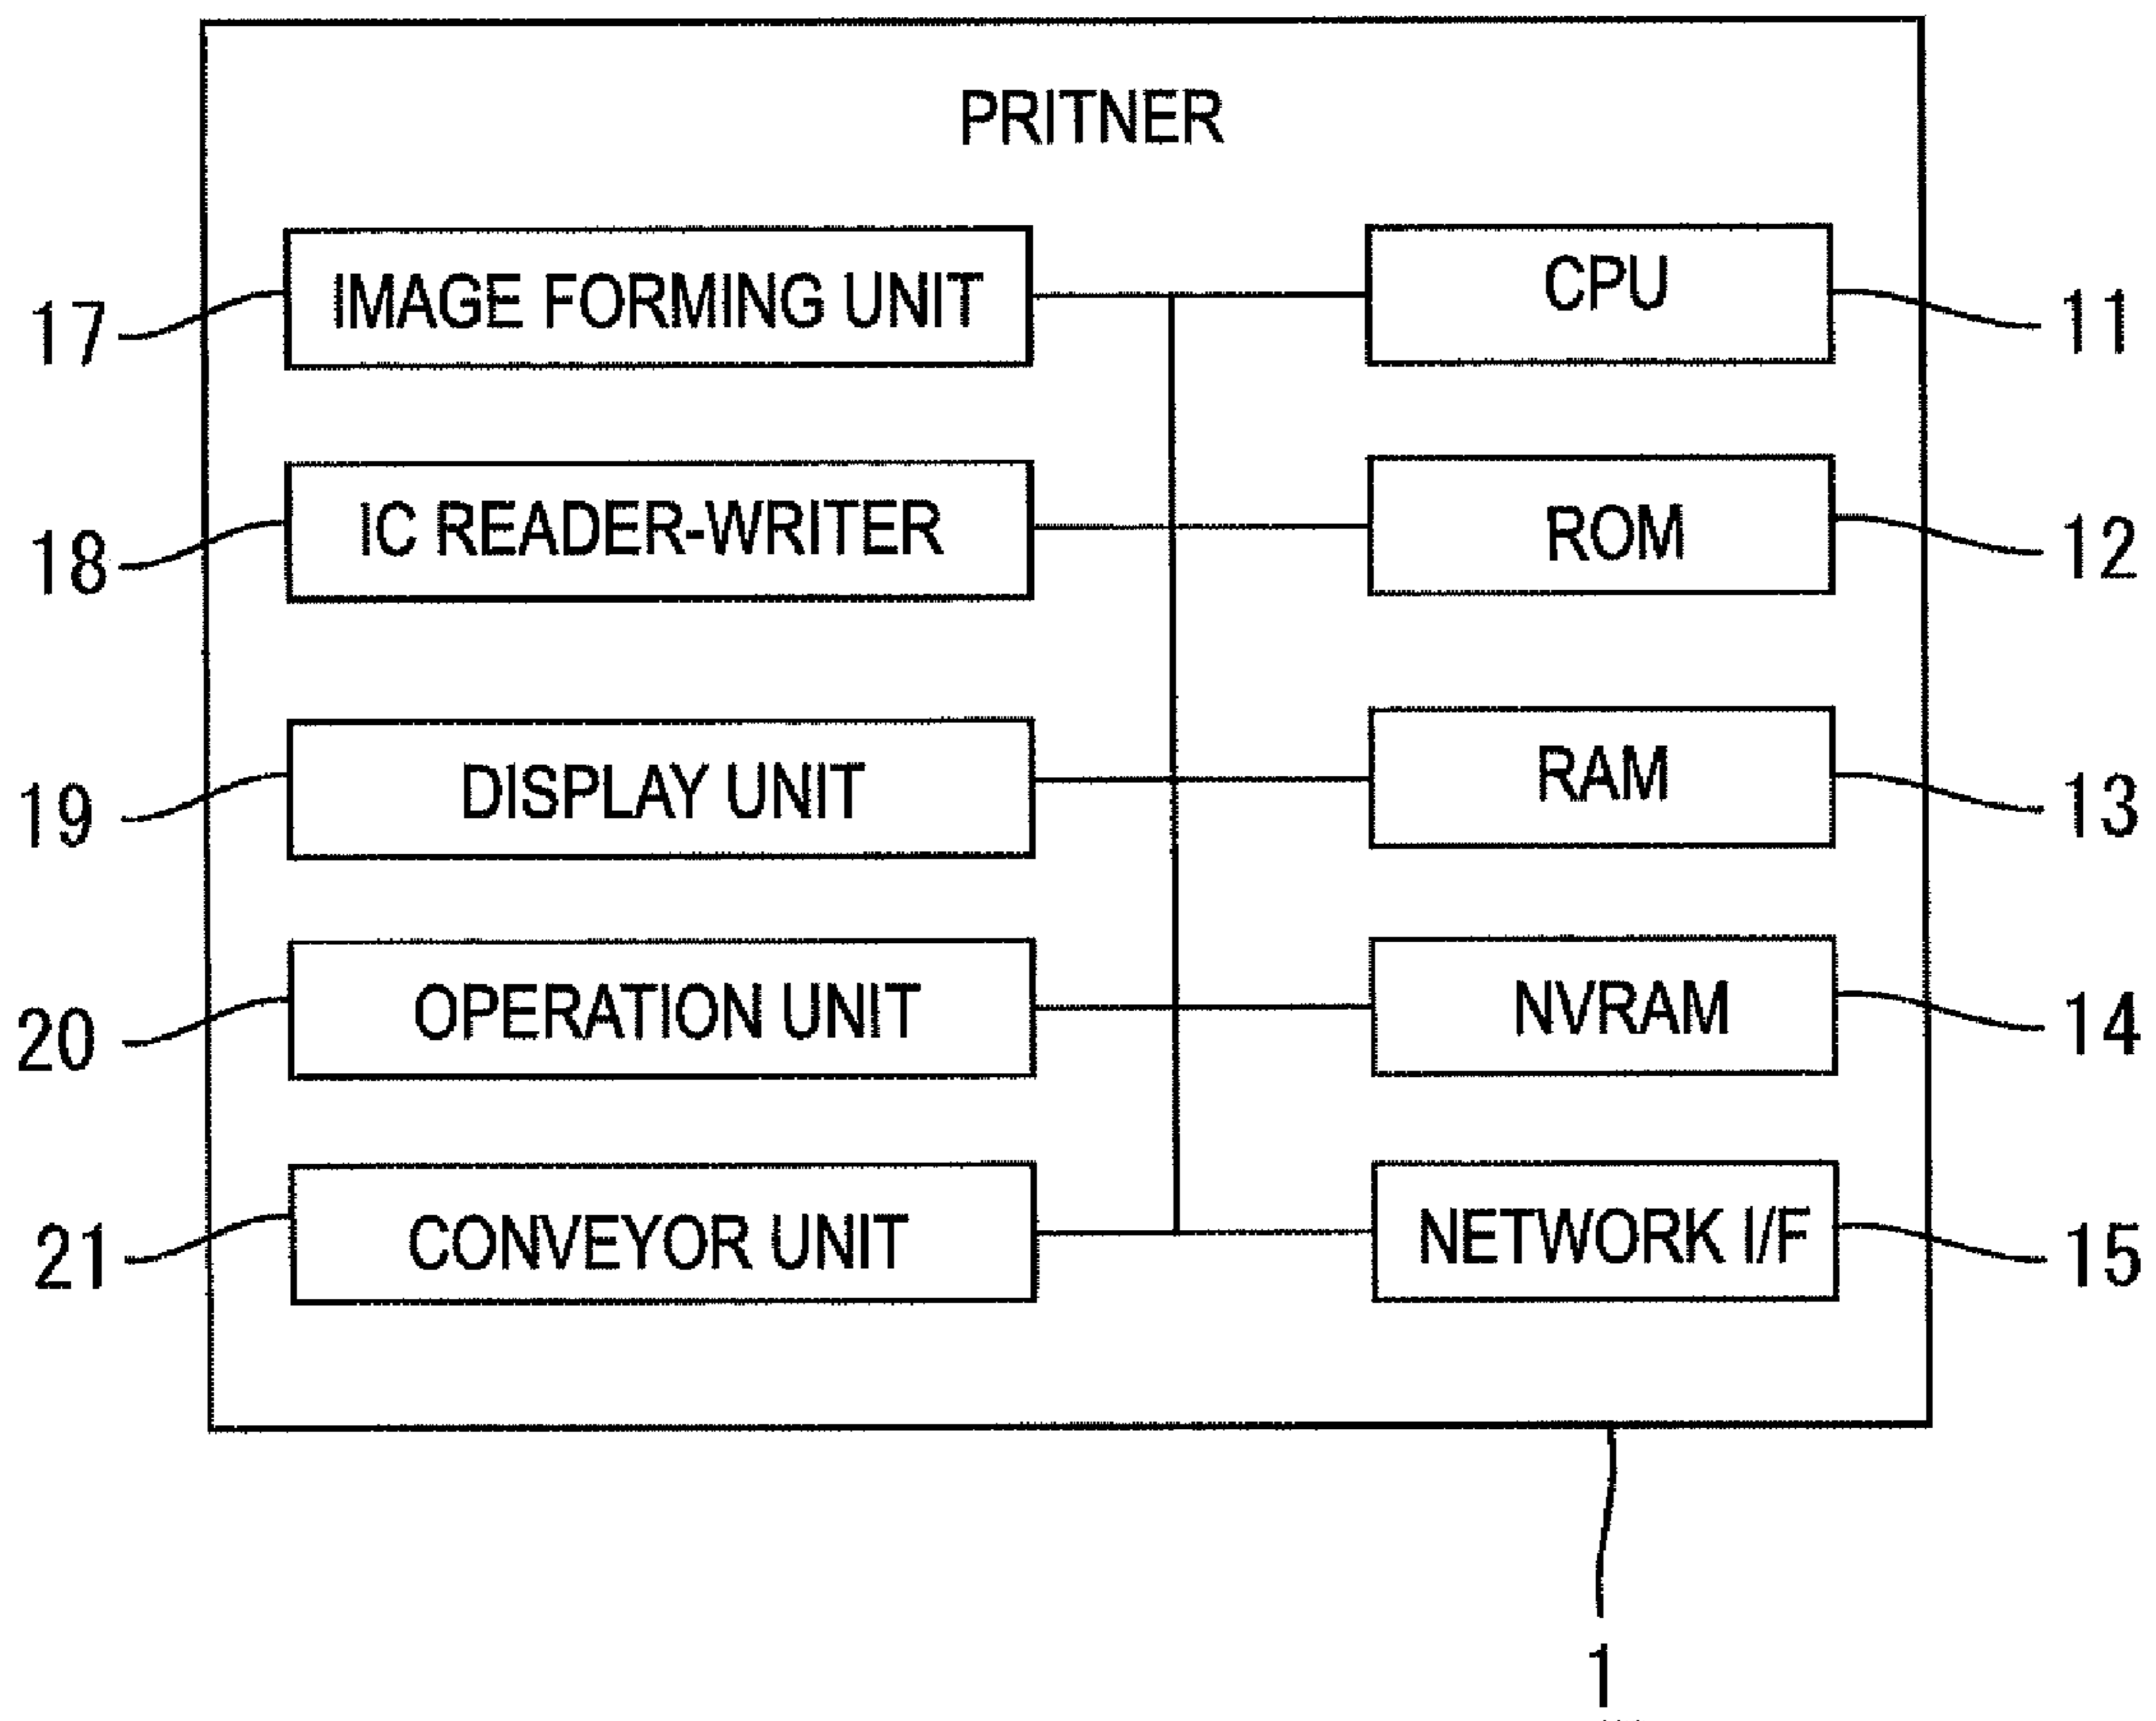 PRITNER
17 IMAGE FORMING UNIT CPU 11
18 IC READER-WRITER ROM 12
19 DISPLAY UNIT RAM 13
20 OPERATION UNIT NVRAM 14
21 CONVEYOR UNIT NETWORK I/F 15
1